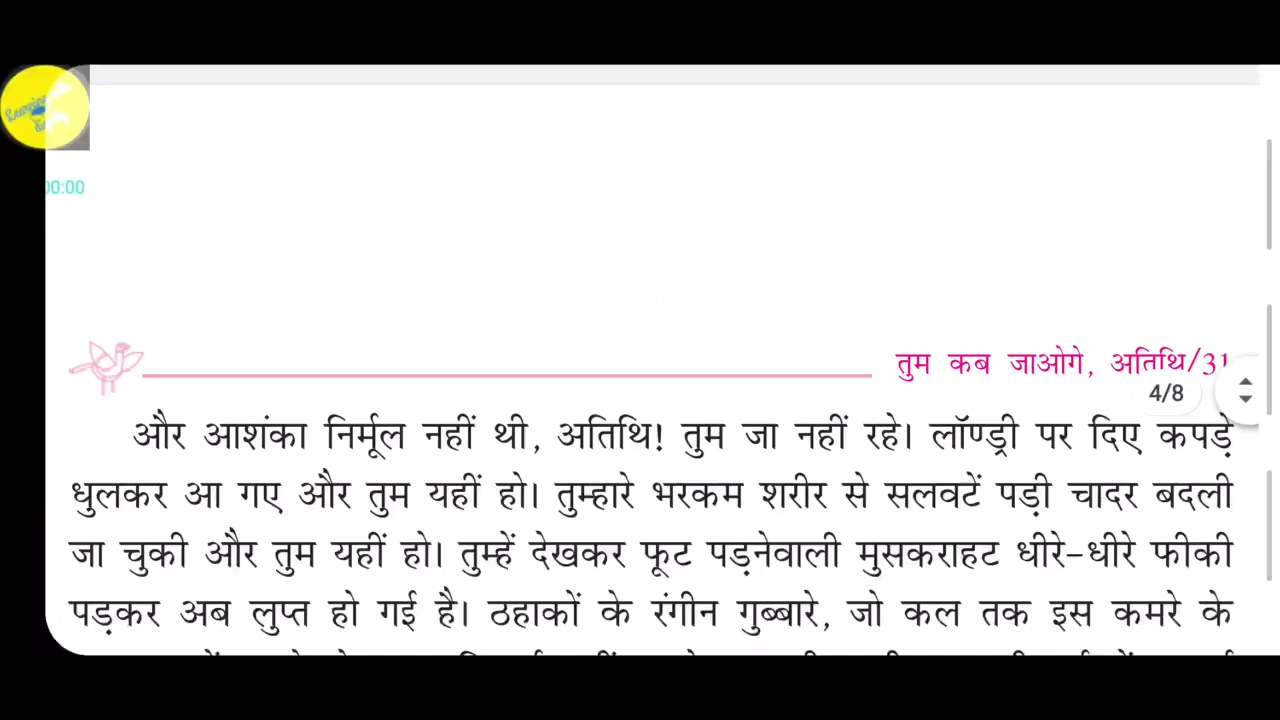 00:00
तुम कब जाओगे, अतिथि/31
4/8
और आशंका निर्मूल नहीं थी, अतिथि! तुम जा नहीं रहे। लॉण्ड्री पर दिए कपड़े
धुलकर आ गए और तुम यहीं हो। तुम्हारे भरकम शरीर से सलवटें पड़ी चादर बदली
जा चुकी और तुम यहीं हो। तुम्हें देखकर फूट पड़नेवाली मुसकराहट धीरे-धीरे फीकी
पड़कर अब लुप्त हो गई है। ठहाकों के रंगीन गुब्बारे, जो कल तक इस कमरे के